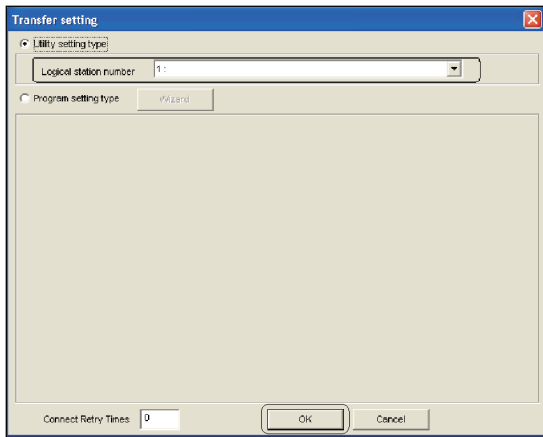 Transfer setting
Utility setting type
Logical station number 1:
Program setting type Wizard
Connect Retry Times 0 OK Cancel